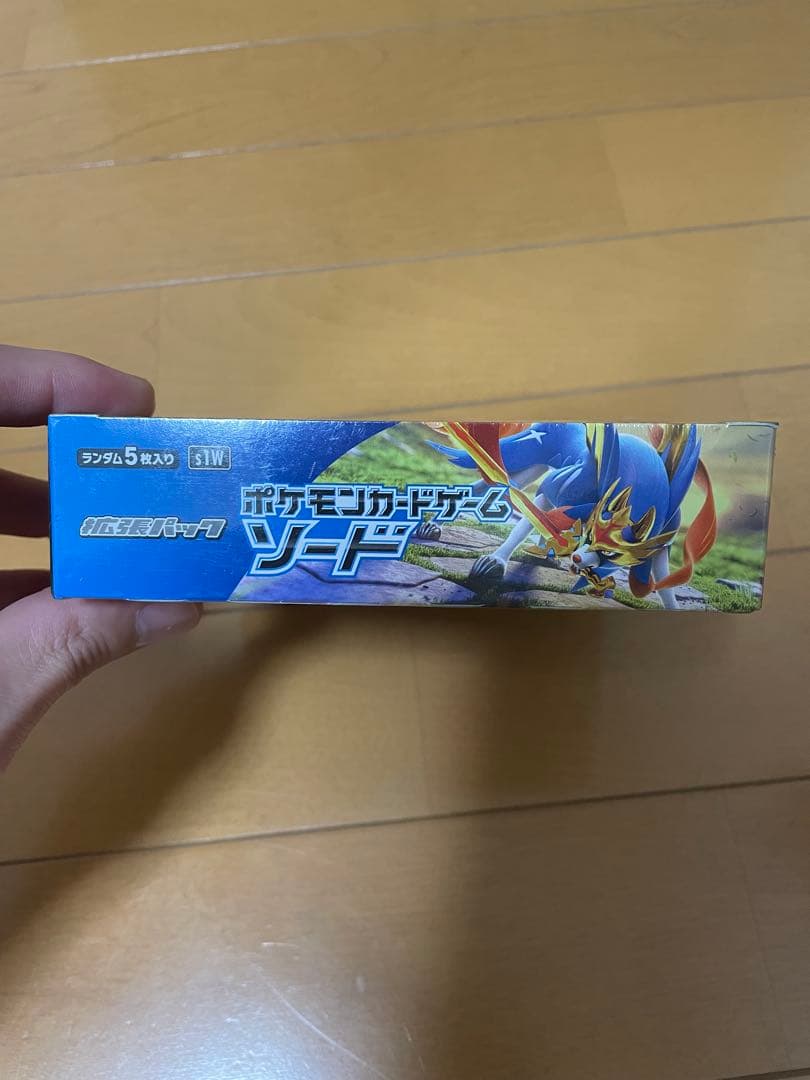 ランダム5枚入り s1W
拡張パック
ポケモンカードゲーム
ソード